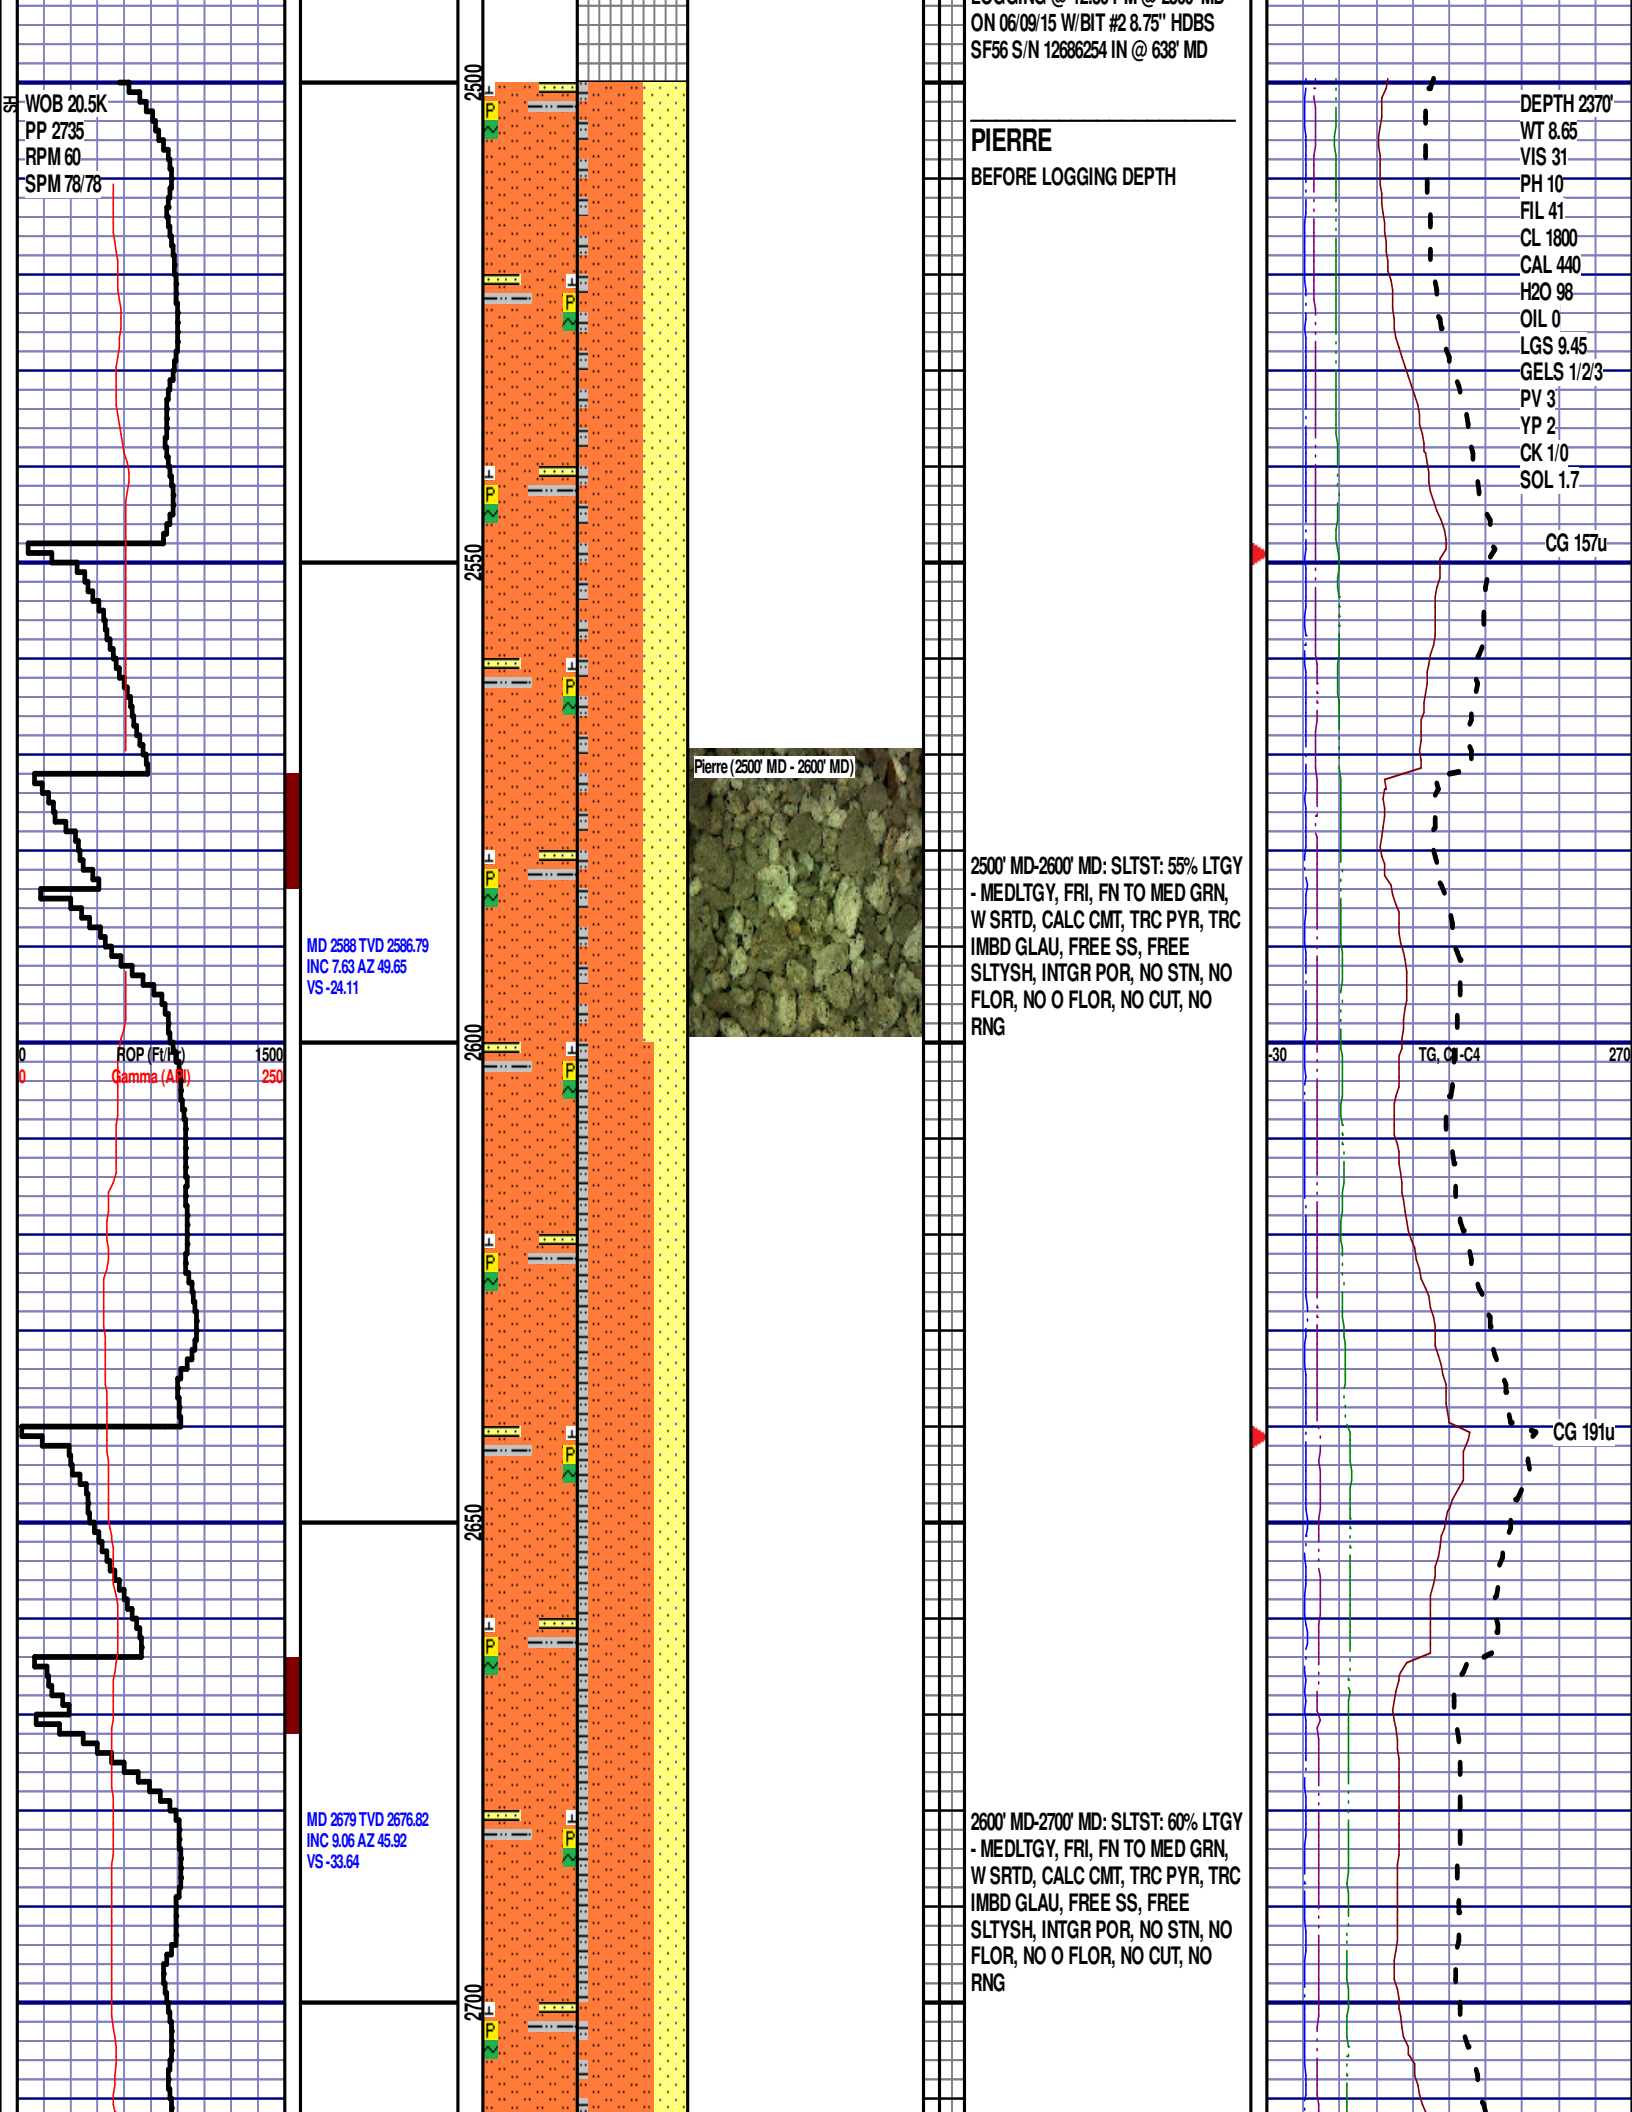 ON 06/09/15 W/BIT #2 8.75" HDBS
SF56 S/N 12686254 IN @ 638' MD
PIERRE
BEFORE LOGGING DEPTH
HS
WOB 20.5K
PP 2735
RPM 60
SPM 78/78
2500
DEPTH 2370'
WT 8.65
VIS 31
PH 10
FIL 41
CL 1800
CAL 440
H2O 98
OIL 0
LGS 9.45
GELS 1/2/3
PV 3
YP 2
CK 1/0
SOL 1.7
CG 157u
2550
Pierre (2500' MD - 2600' MD)
2500' MD-2600' MD: SLTST: 55% LTGY
- MEDLTGY, FRI, FN TO MED GRN,
W SRTD, CALC CMT, TRC PYR, TRC
IMBD GLAU, FREE SS, FREE
SLTYSH, INTGR POR, NO STN, NO
FLOR, NO O FLOR, NO CUT, NO
RNG
MD 2588 TVD 2586.79
INC 7.63 AZ 49.65
VS -24.11
2600
0 ROP (Ft/Hr) 1500
0 Gamma (API) 250
-30 TG, C1-C4 270
CG 191u
2650
MD 2679 TVD 2676.82
INC 9.06 AZ 45.92
VS -33.64
2600' MD-2700' MD: SLTST: 60% LTGY
- MEDLTGY, FRI, FN TO MED GRN,
W SRTD, CALC CMT, TRC PYR, TRC
IMBD GLAU, FREE SS, FREE
SLTYSH, INTGR POR, NO STN, NO
FLOR, NO O FLOR, NO CUT, NO
RNG
2700